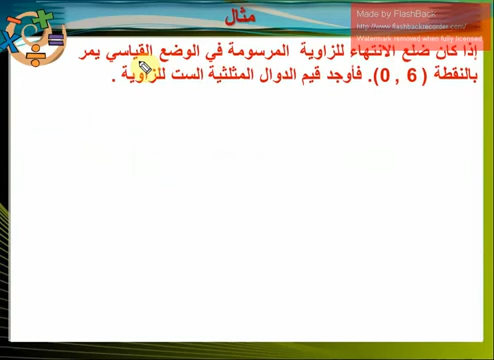 مثال
Made by FlashBack
http://www.flashbackrecorder.com/
Watermark removed when fully licensed
إذا كان ضلع الانتهاء للزاوية المرسومة في الوضع القياسي يمر
بالنقطة ( 6 , 0). فأوجد قيم الدوال المثلثية الست للزاوية .